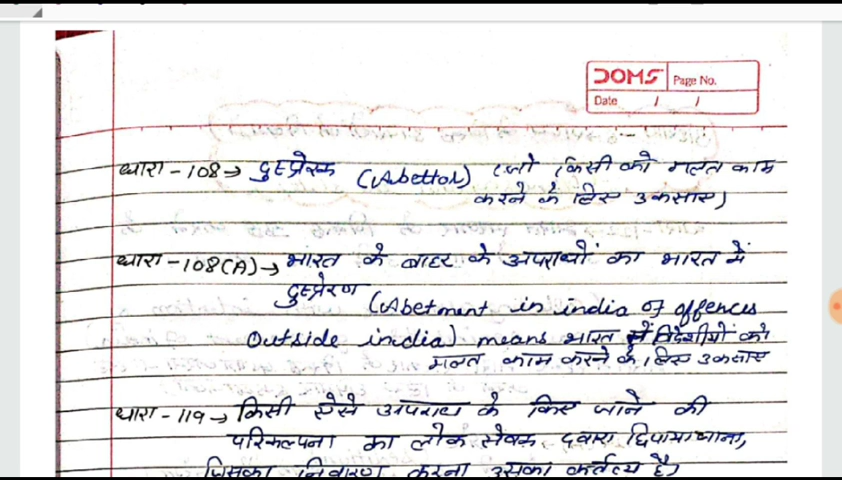 DOMS Page No.
Date / /
धारा - 108 → दुष्प्रेरक (Abettor) (जो किसी को गलत काम
करने के लिए उकसाए)
धारा - 108(A) → भारत के बाहर के अपराधों का भारत में
दुष्प्रेरण (Abetment in india of offences
Outside india) means भारत से विदेशीयों को
गलत काम करने के लिए उकसाए
धारा - 119 → किसी ऐसे अपराध के किए जाने की
परिकल्पना का लोक सेवक द्वारा छिपाया जाना,
जिसका निवारण करना उसका कर्तव्य है।